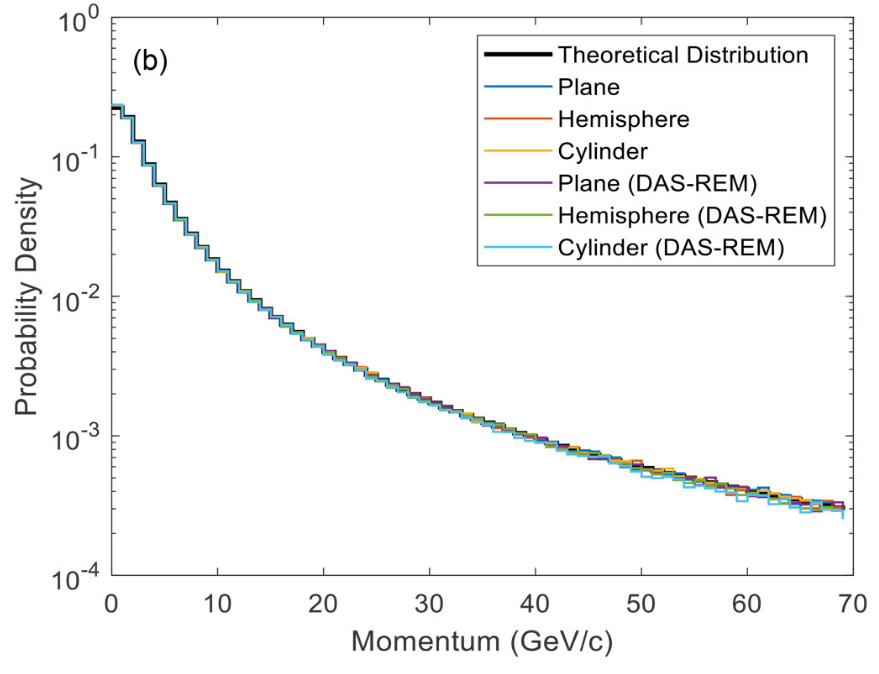 10^0
(b)
Theoretical Distribution
Plane
Hemisphere
Cylinder
Plane (DAS-REM)
Hemisphere (DAS-REM)
Cylinder (DAS-REM)
10^-1
10^-2
10^-3
10^-4
Probability Density
0 10 20 30 40 50 60 70
Momentum (GeV/c)